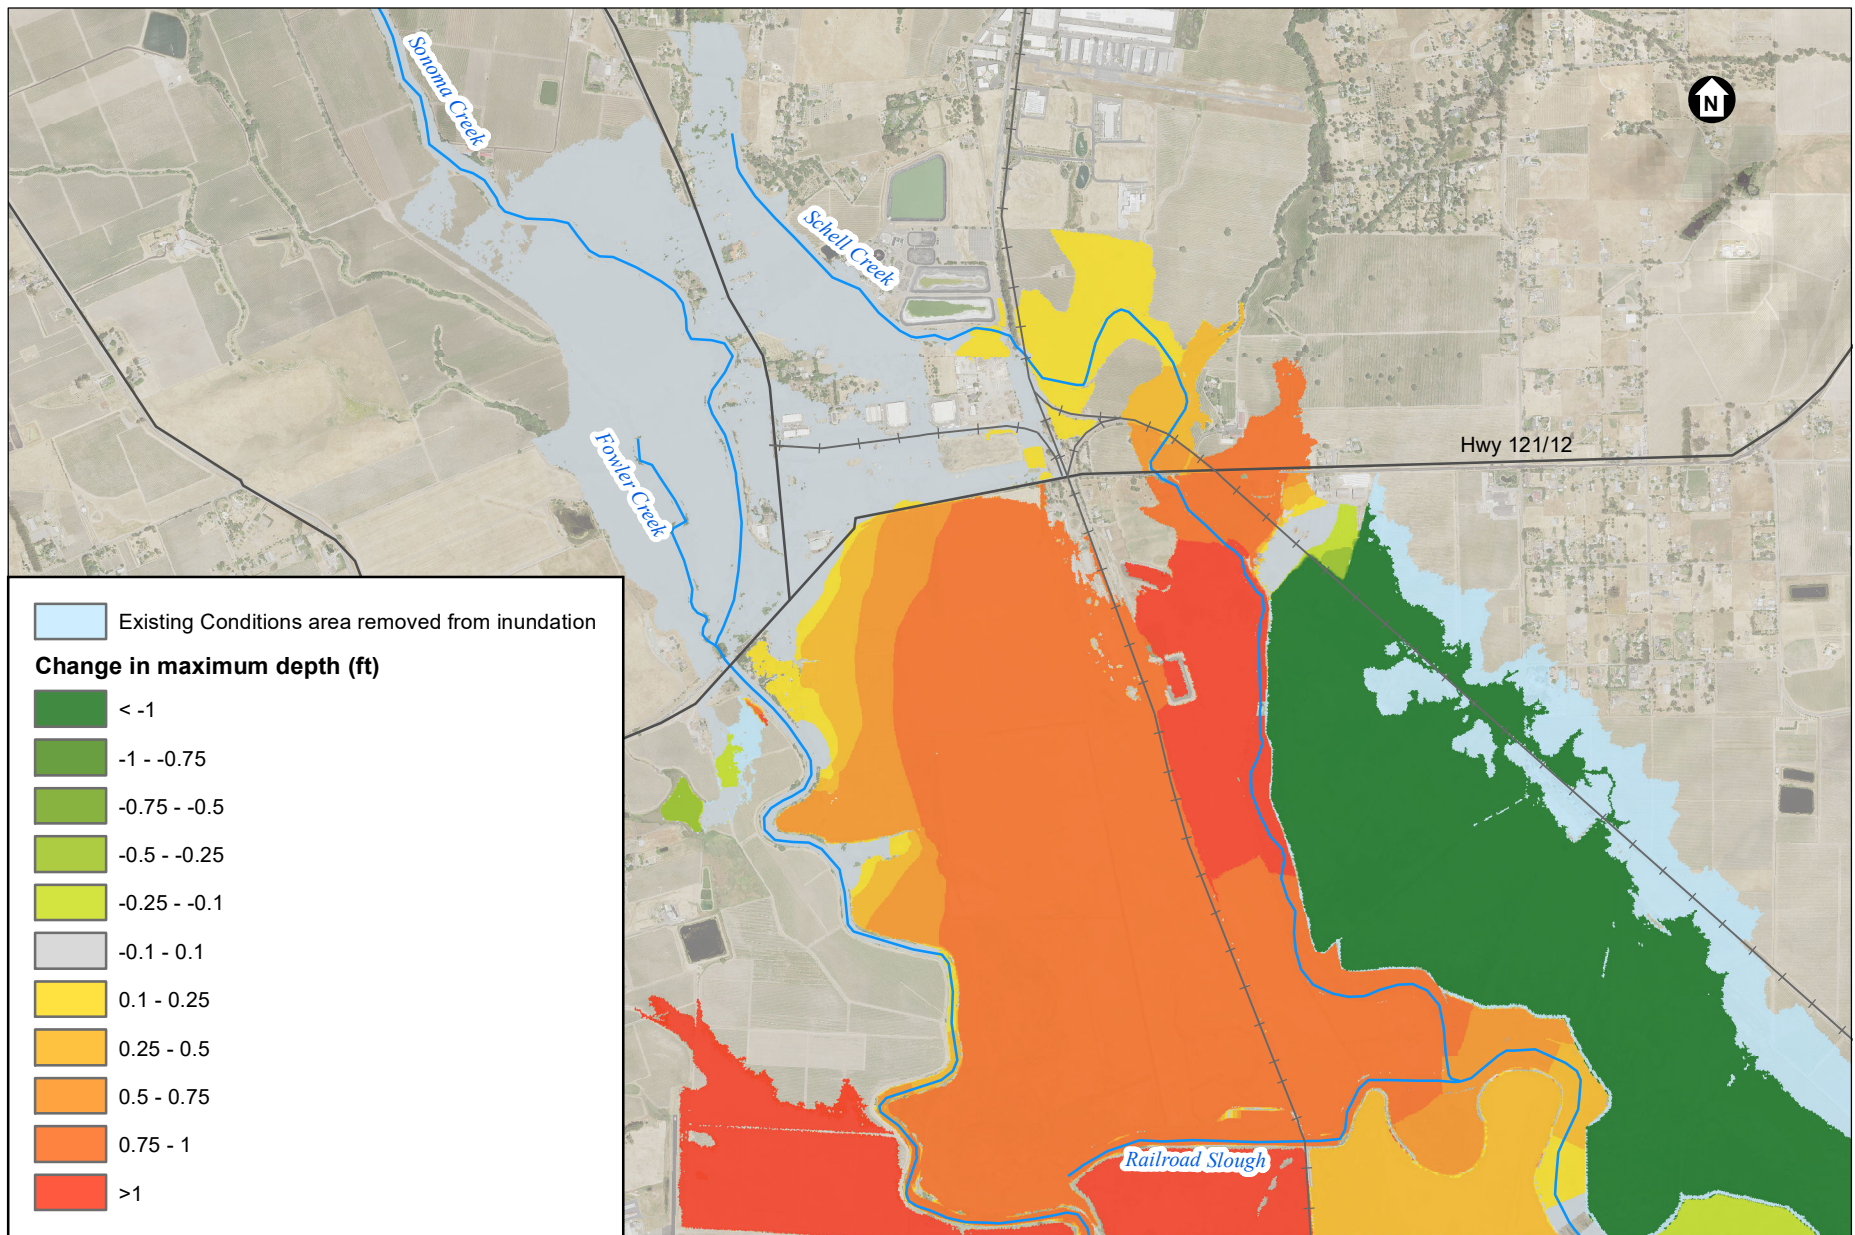 Sonoma Creek
N
Schell Creek
Hwy 121/12
Fowler Creek
Existing Conditions area removed from inundation
Change in maximum depth (ft)
< -1
-1 - -0.75
-0.75 - -0.5
-0.5 - -0.25
-0.25 - -0.1
-0.1 - 0.1
0.1 - 0.25
0.25 - 0.5
0.5 - 0.75
0.75 - 1
>1
Railroad Slough